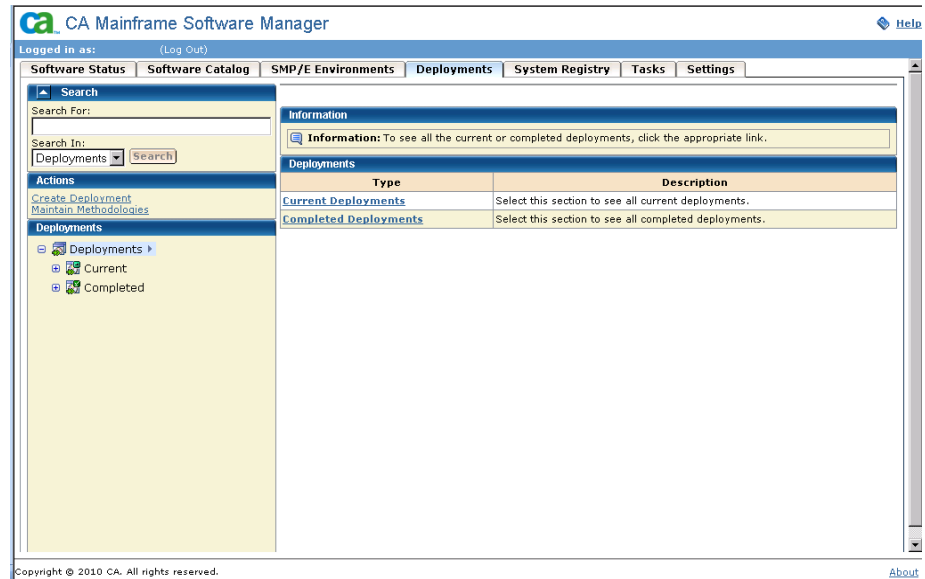 ca CA Mainframe Software Manager
Help
Logged in as: (Log Out)
Software Status Software Catalog SMP/E Environments Deployments System Registry Tasks Settings
Search
Search For:
Search In:
Deployments Search
Actions
Create Deployment
Maintain Methodologies
Deployments
Deployments
Current
Completed
Information
Information: To see all the current or completed deployments, click the appropriate link.
Deployments
Type Description
Current Deployments Select this section to see all current deployments.
Completed Deployments Select this section to see all completed deployments.
Copyright © 2010 CA. All rights reserved.
About